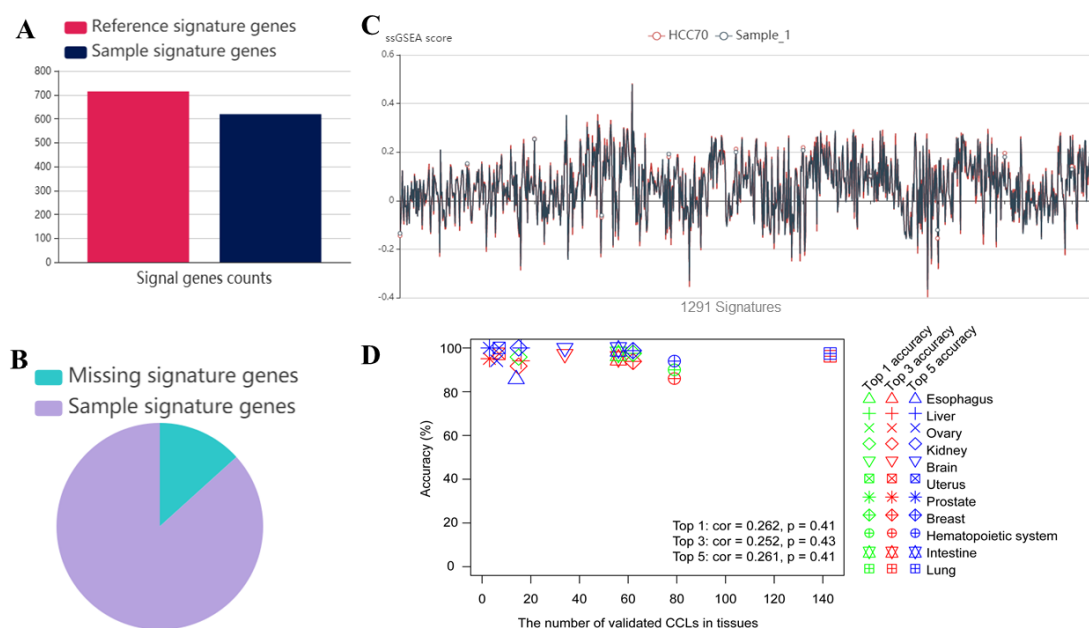 A
Reference signature genes
Sample signature genes
800
700
600
500
400
300
200
100
0
Signal genes counts
B
Missing signature genes
Sample signature genes
C
ssGSEA score
HCC70 Sample_1
0.6
0.4
0.2
0
-0.2
-0.4
1291 Signatures
D
Accuracy (%)
100
80
60
40
20
0
Top 1: cor = 0.262, p = 0.41
Top 3: cor = 0.252, p = 0.43
Top 5: cor = 0.261, p = 0.41
0 20 40 60 80 100 120 140
The number of validated CCLs in tissues
Top 1 accuracy
Top 3 accuracy
Top 5 accuracy
Esophagus
Liver
Ovary
Kidney
Brain
Uterus
Prostate
Breast
Hematopoietic system
Intestine
Lung